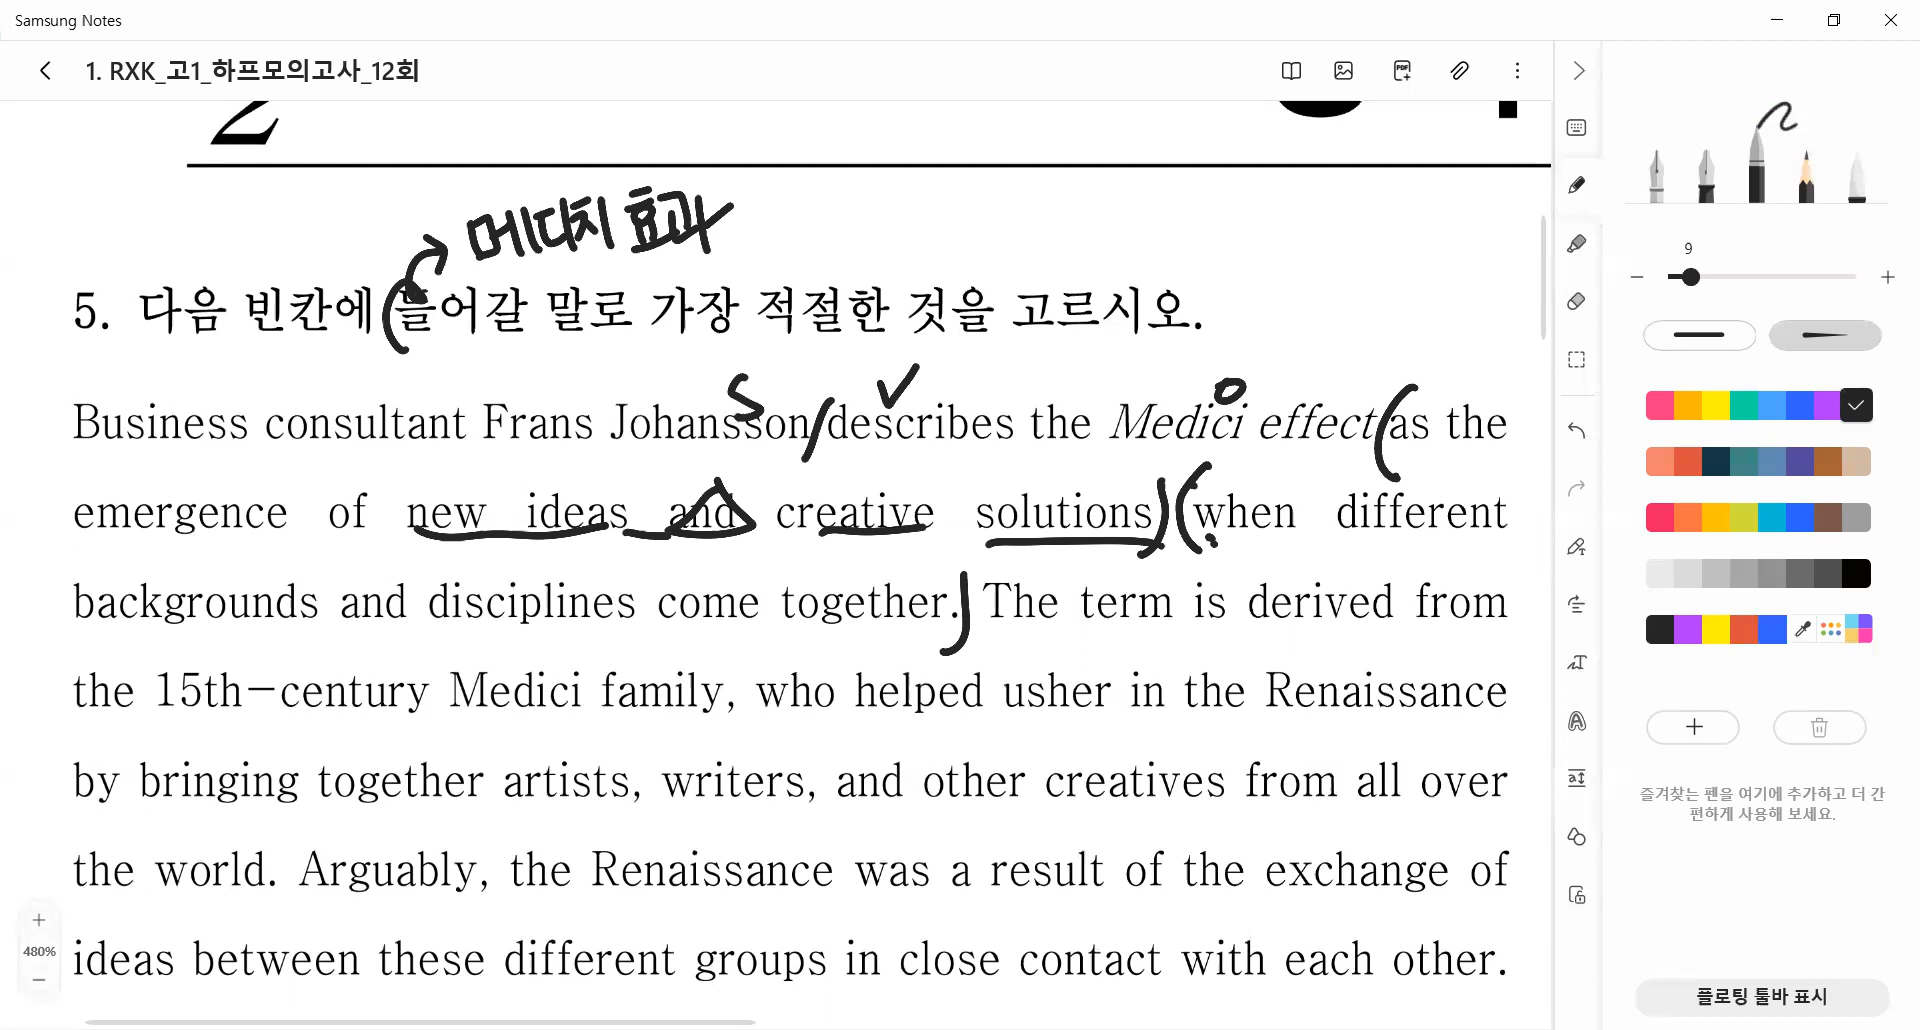 Samsung Notes
1. RXK_고1_하프모의고사_12회
2
메디치 효과
5. 다음 빈칸에 들어갈 말로 가장 적절한 것을 고르시오.
S V O
Business consultant Frans Johansson describes the Medici effect as the
emergence of new ideas and creative solutions when different
backgrounds and disciplines come together. The term is derived from
the 15th-century Medici family, who helped usher in the Renaissance
by bringing together artists, writers, and other creatives from all over
the world. Arguably, the Renaissance was a result of the exchange of
ideas between these different groups in close contact with each other.
480%
9
즐겨찾는 펜을 여기에 추가하고 더 간
편하게 사용해 보세요.
플로팅 툴바 표시